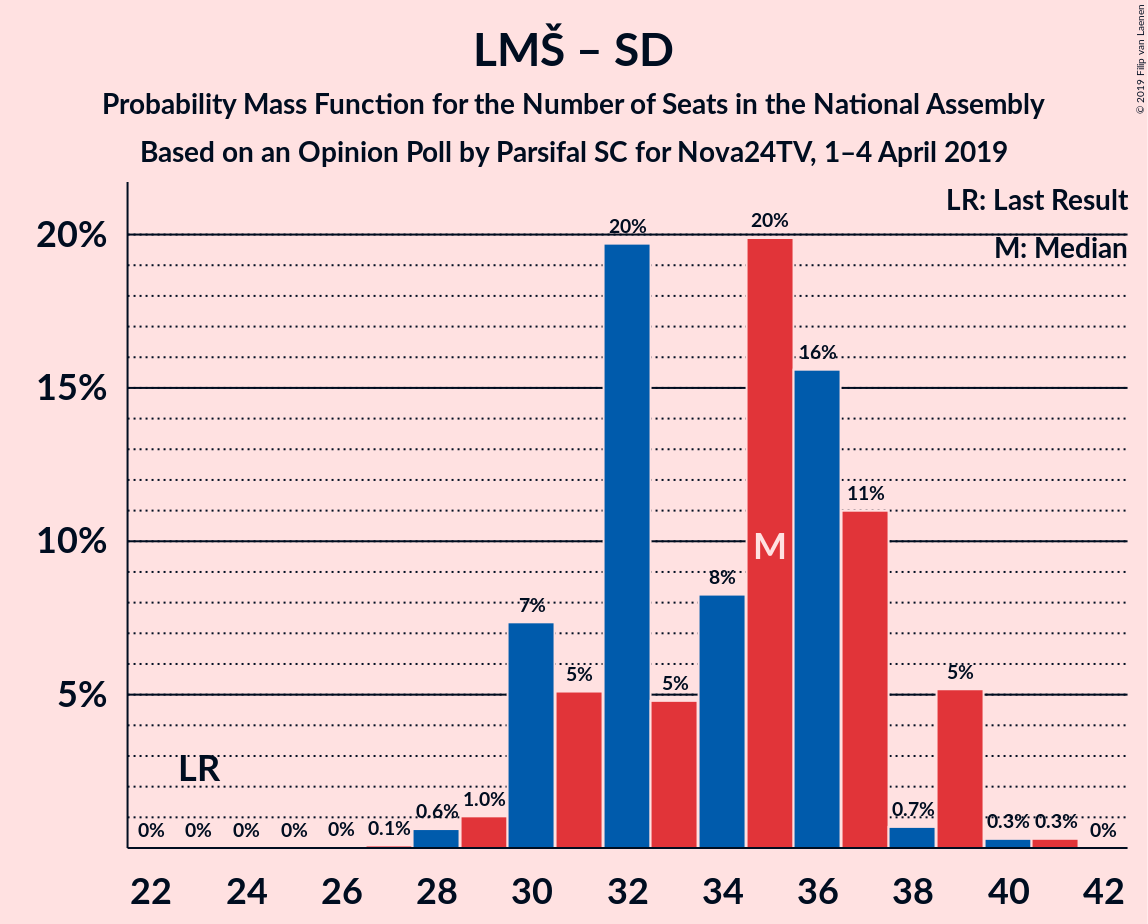 LMŠ – SD
Probability Mass Function for the Number of Seats in the National Assembly
Based on an Opinion Poll by Parsifal SC for Nova24TV, 1–4 April 2019
© 2019 Filip van Laenen
LR: Last Result
M: Median
20%
15%
10%
5%
LR
M
0%
0%
0%
0%
0%
0.1%
0.6%
1.0%
7%
5%
20%
5%
8%
20%
16%
11%
0.7%
5%
0.3%
0.3%
0%
22 24 26 28 30 32 34 36 38 40 42